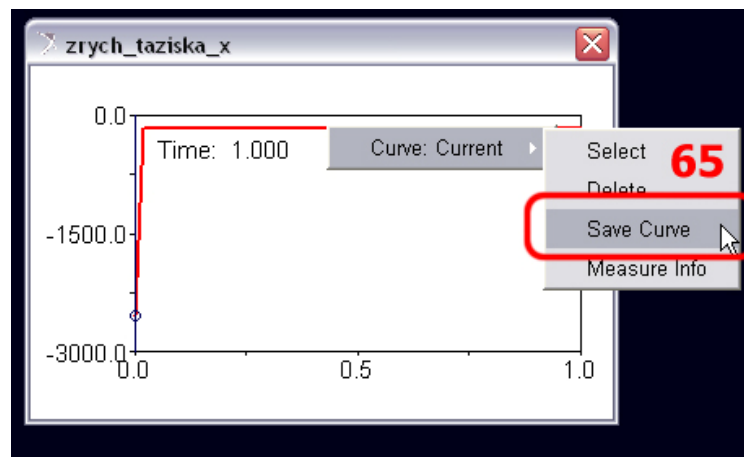 zrych_taziska_x
0.0
Time: 1.000
Curve: Current
Select
65
Delete
-1500.0
Save Curve
Measure Info
-3000.0
0.0
0.5
1.0